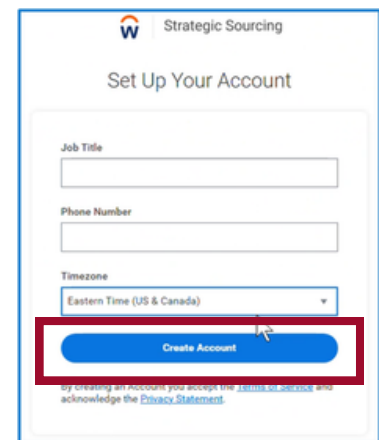 W Strategic Sourcing
Set Up Your Account
Job Title
Phone Number
Timezone
Eastern Time (US & Canada)
Create Account
By creating an Account you accept the Terms of Service and
acknowledge the Privacy Statement.